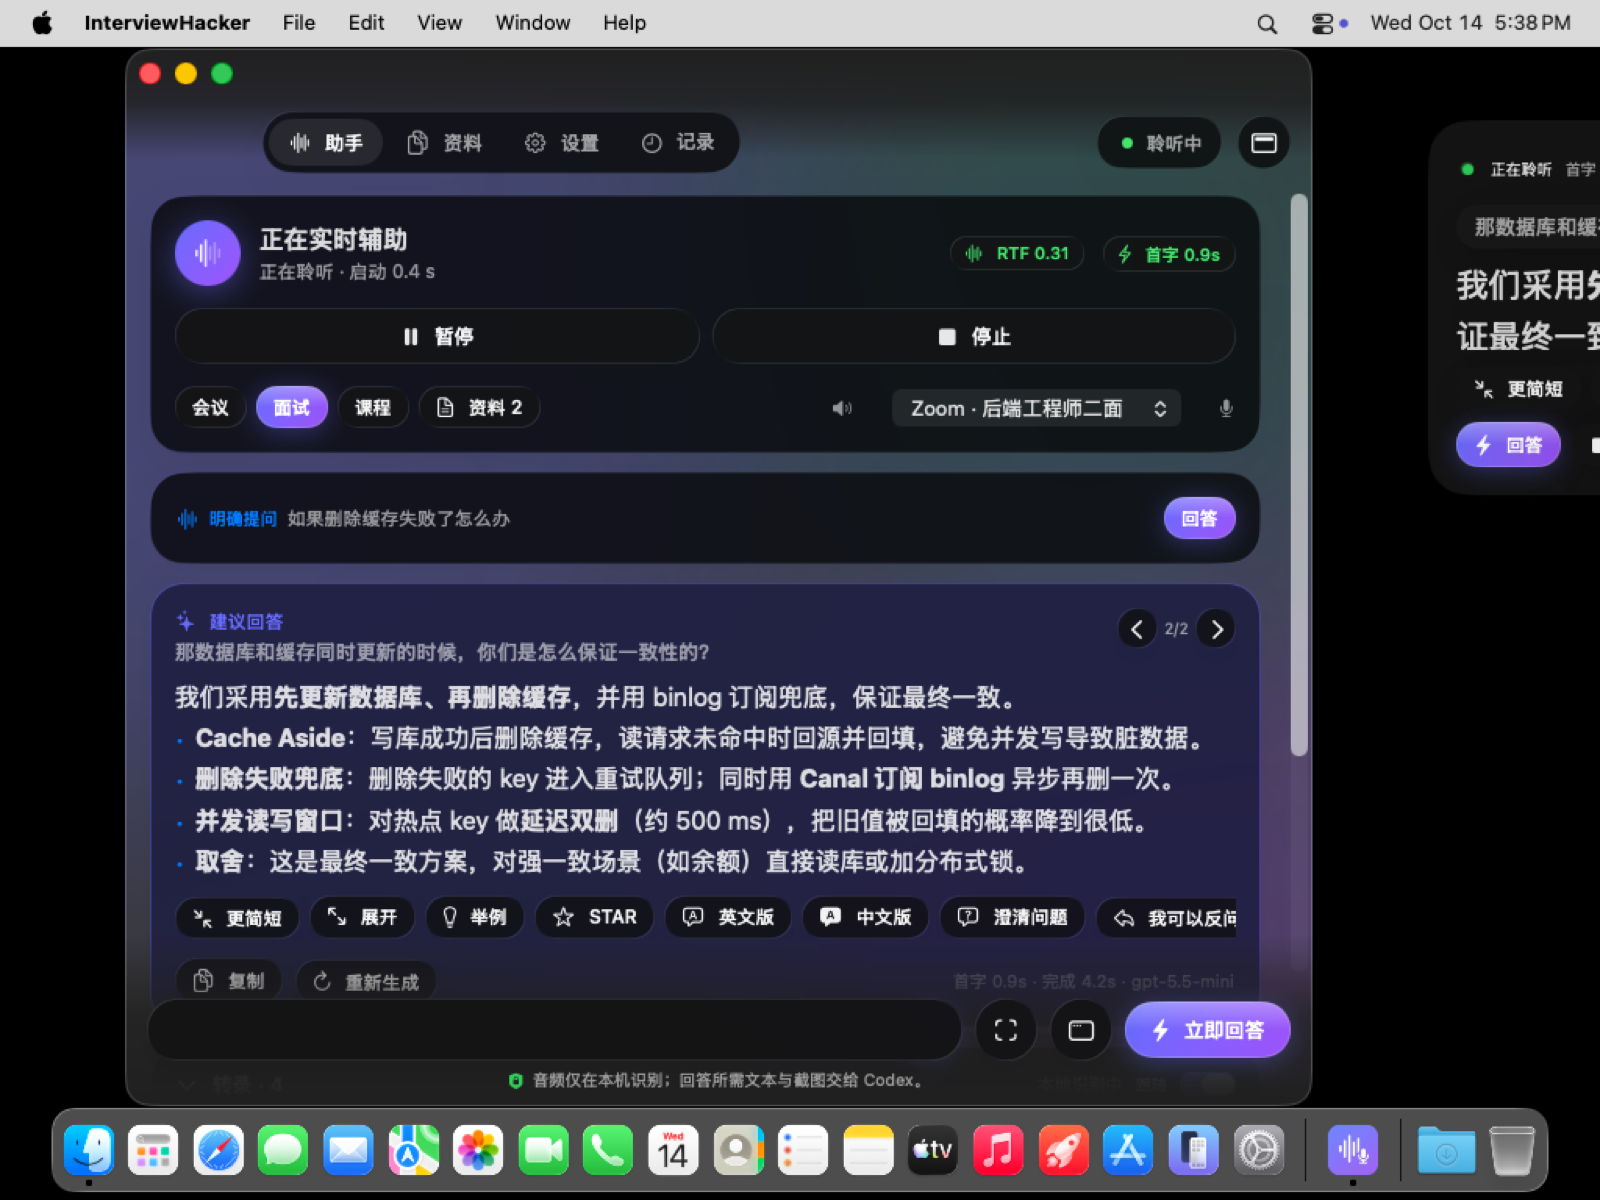 InterviewHacker File Edit View Window Help Wed Oct 14 5:38 PM
助手 资料 设置 记录 聆听中
正在实时辅助
正在聆听 · 启动 0.4 s
RTF 0.31 首字 0.9s
暂停 停止
会议 面试 课程 资料 2 Zoom · 后端工程师二面
明确提问 如果删除缓存失败了怎么办 回答
建议回答
2/2
那数据库和缓存同时更新的时候，你们是怎么保证一致性的？
我们采用先更新数据库、再删除缓存，并用 binlog 订阅兜底，保证最终一致。
· Cache Aside：写库成功后删除缓存，读请求未命中时回源并回填，避免并发写导致脏数据。
· 删除失败兜底：删除失败的 key 进入重试队列；同时用 Canal 订阅 binlog 异步再删一次。
· 并发读写窗口：对热点 key 做延迟双删（约 500 ms），把旧值被回填的概率降到很低。
· 取舍：这是最终一致方案，对强一致场景（如余额）直接读库或加分布式锁。
更简短 展开 举例 STAR 英文版 中文版 澄清问题 我可以反问
复制 重新生成 首字 0.9s · 完成 4.2s · gpt-5.5-mini
立即回答
转录 · 4
音频仅在本机识别；回答所需文本与截图交给 Codex。
正在聆听 首字
那数据库和缓
我们采用先
证最终一致
更简短
回答
Wed
14
tv